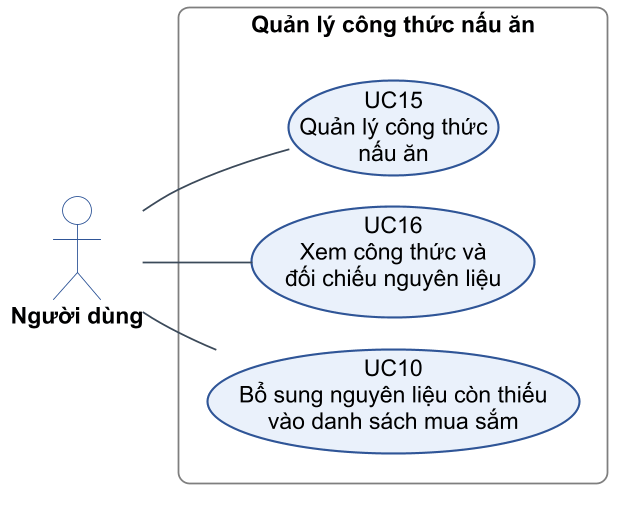 Quản lý công thức nấu ăn
UC15
Quản lý công thức
nấu ăn
UC16
Xem công thức và
đối chiếu nguyên liệu
Người dùng
UC10
Bổ sung nguyên liệu còn thiếu
vào danh sách mua sắm